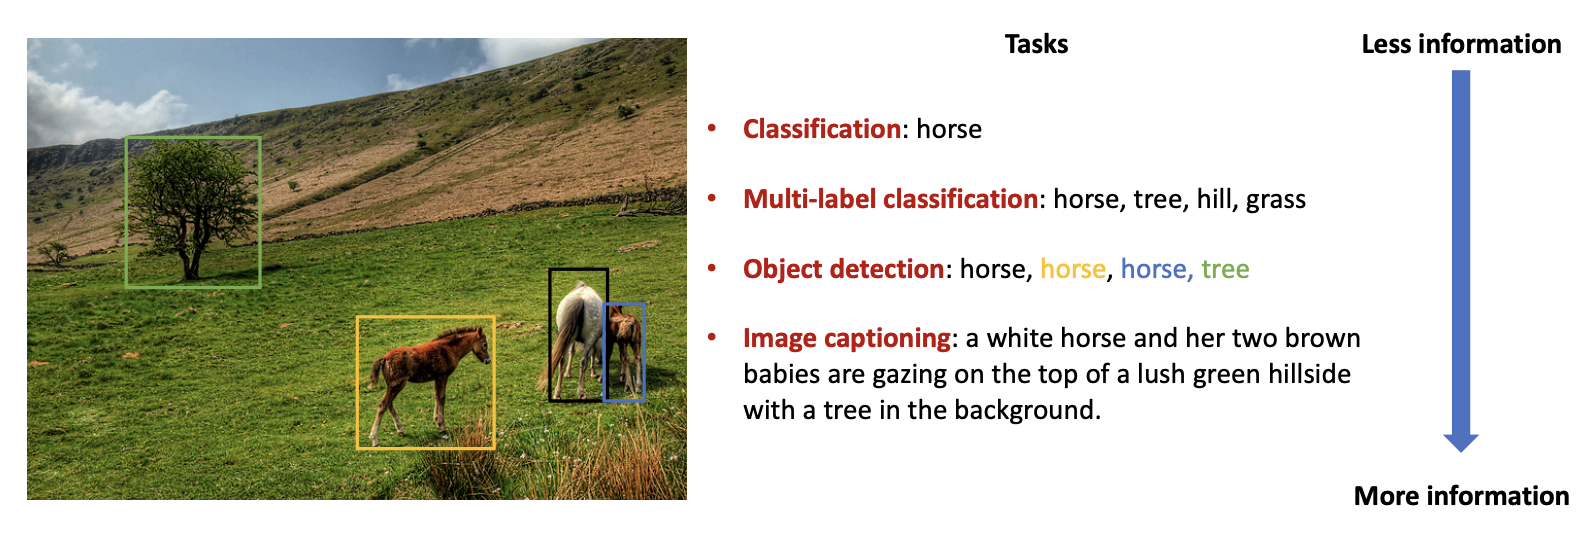 Tasks
Less information
• Classification: horse
• Multi-label classification: horse, tree, hill, grass
• Object detection: horse, horse, horse, tree
• Image captioning: a white horse and her two brown
babies are gazing on the top of a lush green hillside
with a tree in the background.
More information